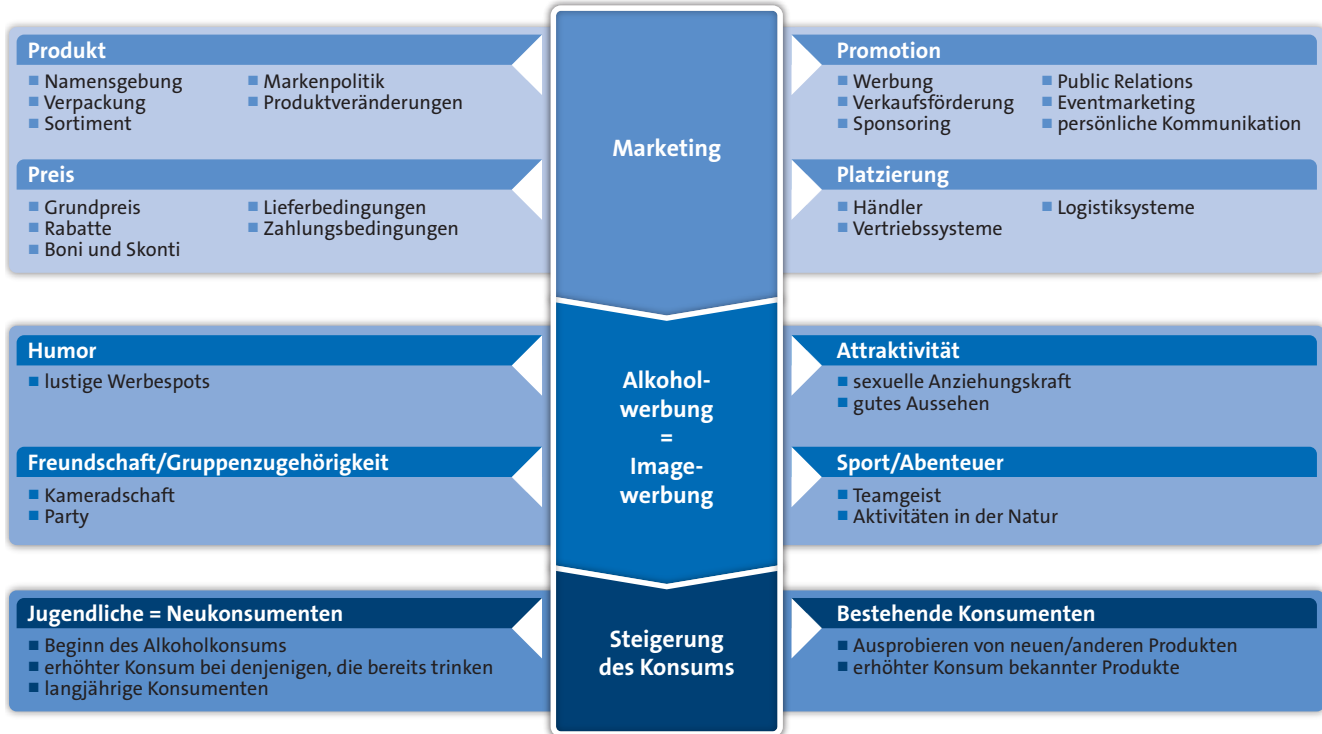 Produkt
Namensgebung
Verpackung
Sortiment
Markenpolitik
Produktveränderungen
Preis
Grundpreis
Rabatte
Boni und Skonti
Lieferbedingungen
Zahlungsbedingungen
Marketing
Promotion
Werbung
Verkaufsförderung
Sponsoring
Public Relations
Eventmarketing
persönliche Kommunikation
Platzierung
Händler
Vertriebssysteme
Logistiksysteme
Humor
lustige Werbespots
Freundschaft/Gruppenzugehörigkeit
Kameradschaft
Party
Alkohol-
werbung
=
Image-
werbung
Attraktivität
sexuelle Anziehungskraft
gutes Aussehen
Sport/Abenteuer
Teamgeist
Aktivitäten in der Natur
Jugendliche = Neukonsumenten
Beginn des Alkoholkonsums
erhöhter Konsum bei denjenigen, die bereits trinken
langjährige Konsumenten
Steigerung
des Konsums
Bestehende Konsumenten
Ausprobieren von neuen/anderen Produkten
erhöhter Konsum bekannter Produkte